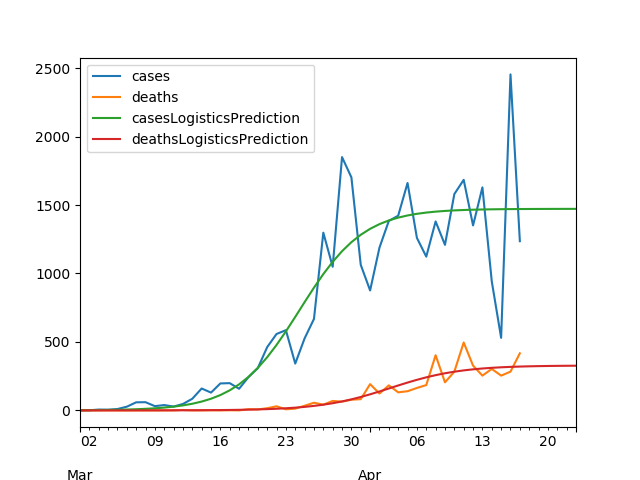 cases
deaths
casesLogisticsPrediction
deathsLogisticsPrediction
2500
2000
1500
1000
500
0
02 09 16 23 30 06 13 20
Mar Apr